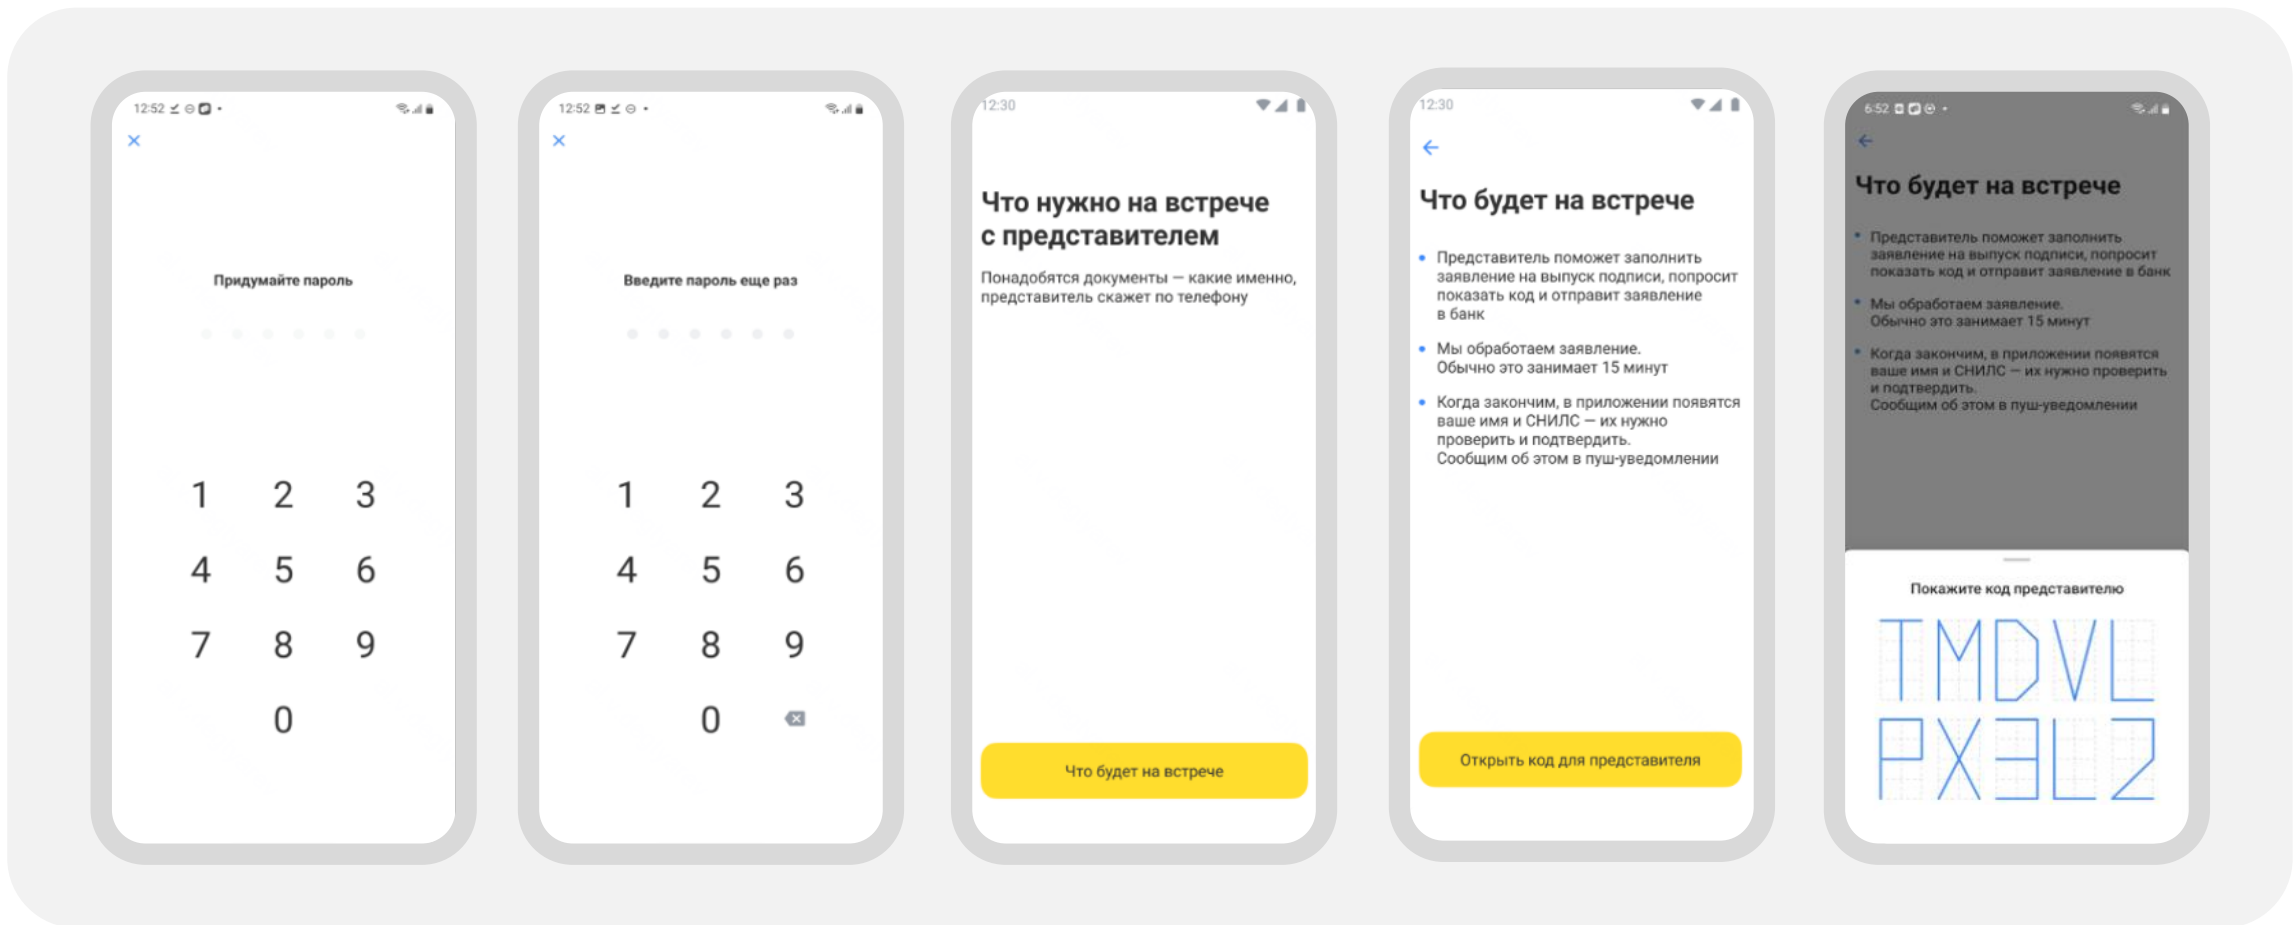 12:52
Придумайте пароль
1 2 3
4 5 6
7 8 9
0
12:52
Введите пароль еще раз
1 2 3
4 5 6
7 8 9
0
12:30
Что нужно на встрече
с представителем
Понадобятся документы — какие именно,
представитель скажет по телефону
Что будет на встрече
12:30
Что будет на встрече
Представитель поможет заполнить
заявление на выпуск подписи, попросит
показать код и отправит заявление
в банк
Мы обработаем заявление.
Обычно это занимает 15 минут
Когда закончим, в приложении появятся
ваше имя и СНИЛС — их нужно
проверить и подтвердить.
Сообщим об этом в пуш-уведомлении
Открыть код для представителя
6:52
Что будет на встрече
Представитель поможет заполнить
заявление на выпуск подписи, попросит
показать код и отправит заявление в банк
Мы обработаем заявление.
Обычно это занимает 15 минут
Когда закончим, в приложении появятся
ваше имя и СНИЛС — их нужно проверить
и подтвердить.
Сообщим об этом в пуш-уведомлении
Покажите код представителю
TMDVL
PX3L2